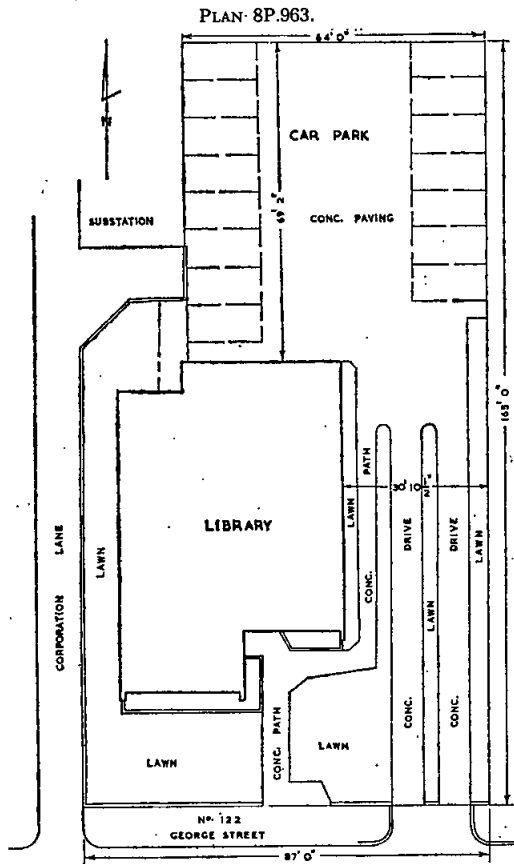 PLAN 8P.963.
64' 0"
CAR PARK
69' 2"
CONC. PAVING
SUBSTATION
165' 0"
CORPORATION LANE
LAWN
LIBRARY
LAWN
CONC. PATH
30' 10 1/2"
CONC. DRIVE
LAWN
CONC. DRIVE
LAWN
LAWN
CONC. PATH
LAWN
No. 122
GEORGE STREET
87' 0"